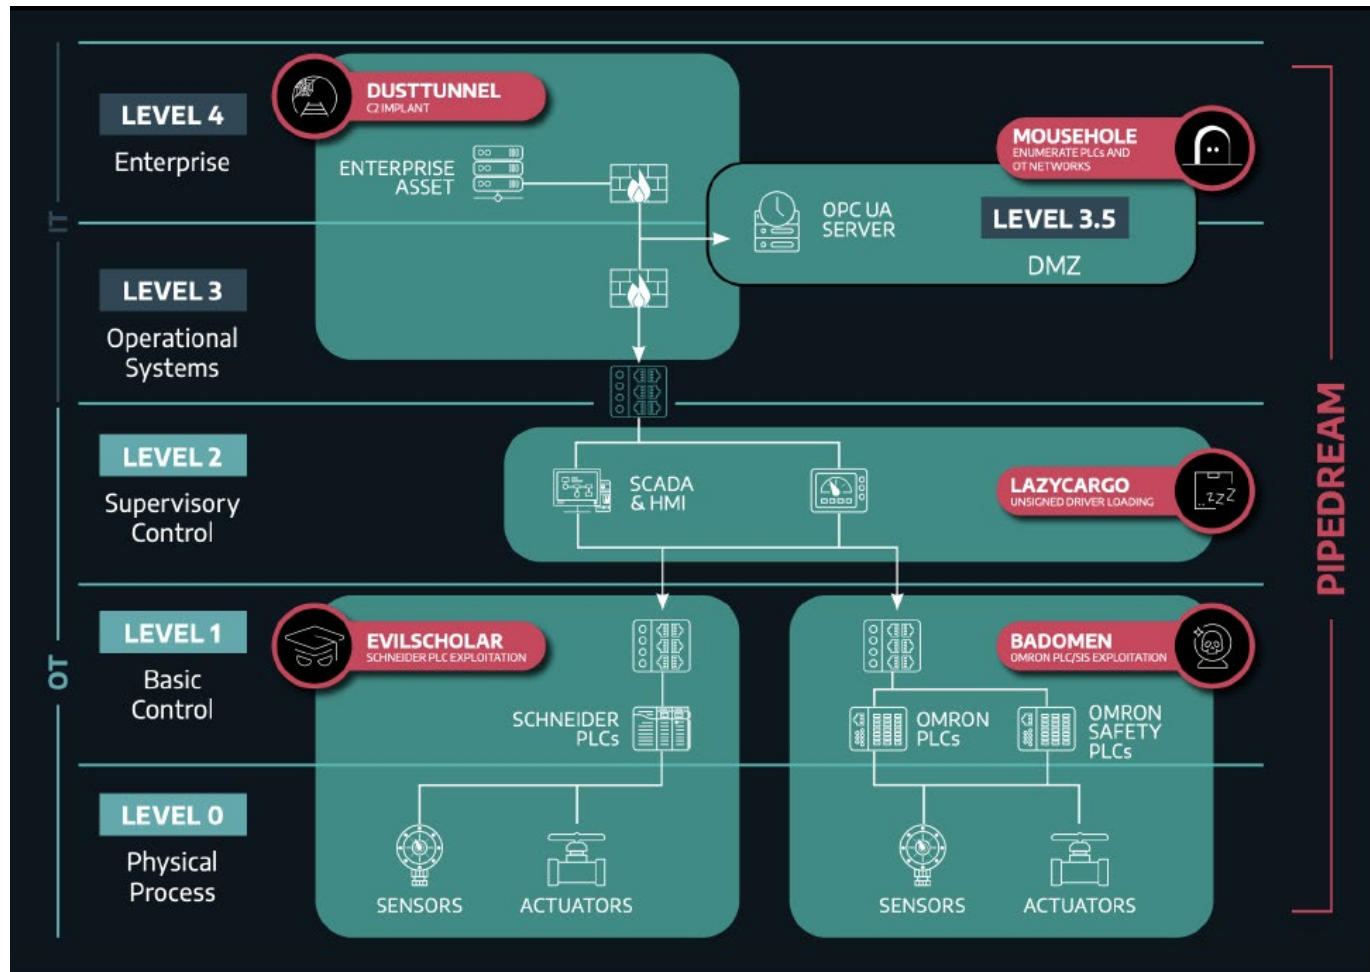 LEVEL 4
Enterprise
IT
DUSTTUNNEL
C2 IMPLANT
ENTERPRISE
ASSET
MOUSEHOLE
ENUMERATE PLCs AND
OT NETWORKS
OPC UA
SERVER
LEVEL 3.5
DMZ
LEVEL 3
Operational
Systems
LEVEL 2
Supervisory
Control
SCADA
& HMI
LAZYCARGO
UNSIGNED DRIVER LOADING
zZZ
PIPEDREAM
OT
LEVEL 1
Basic
Control
EVILSCHOLAR
SCHNEIDER PLC EXPLOITATION
SCHNEIDER
PLCs
BADOMEN
OMRON PLC/SIS EXPLOITATION
OMRON
PLCs
OMRON
SAFETY
PLCs
LEVEL 0
Physical
Process
SENSORS
ACTUATORS
SENSORS
ACTUATORS